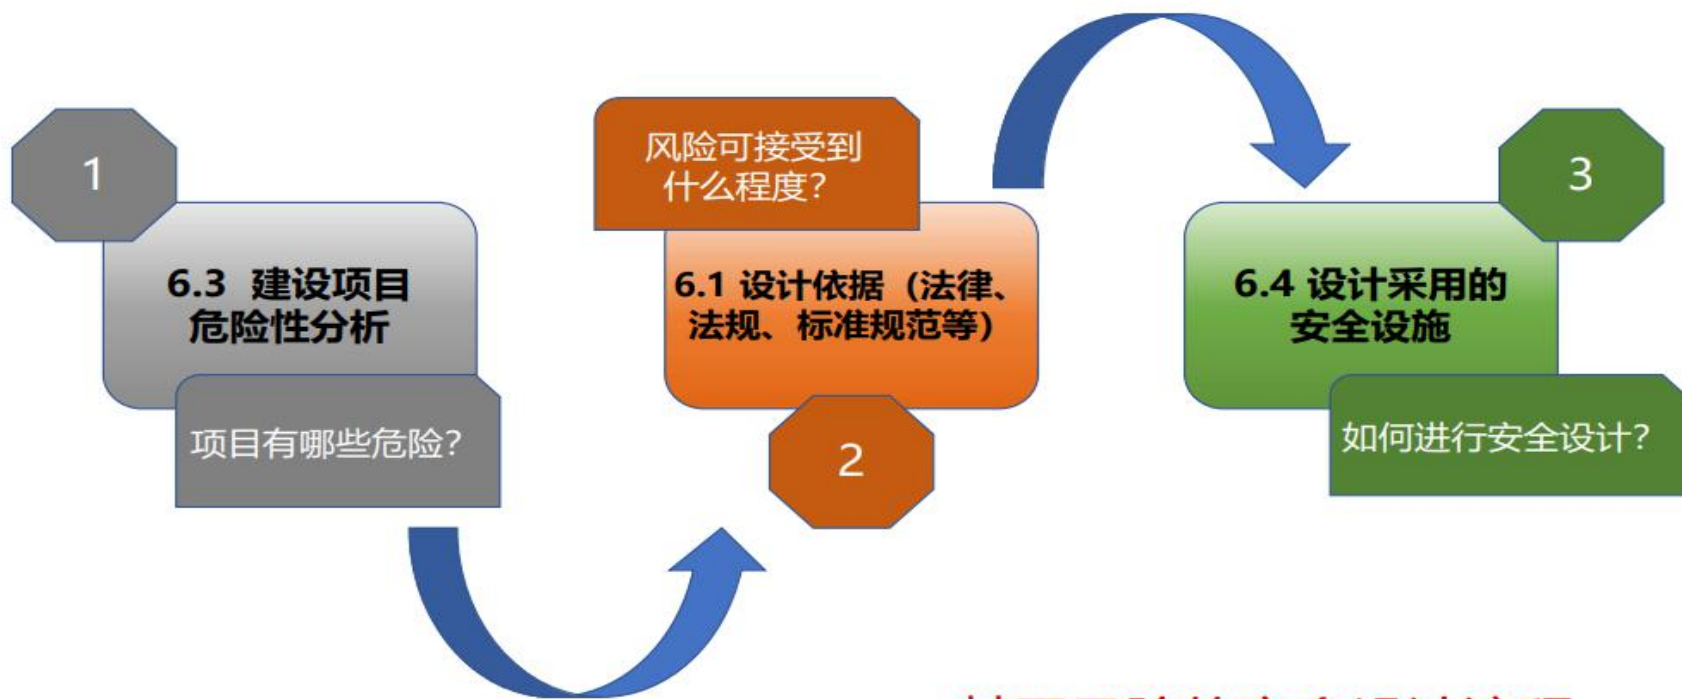 1
6.3 建设项目
危险性分析
项目有哪些危险？
风险可接受到
什么程度？
6.1 设计依据（法律、
法规、标准规范等）
2
3
6.4 设计采用的
安全设施
如何进行安全设计？